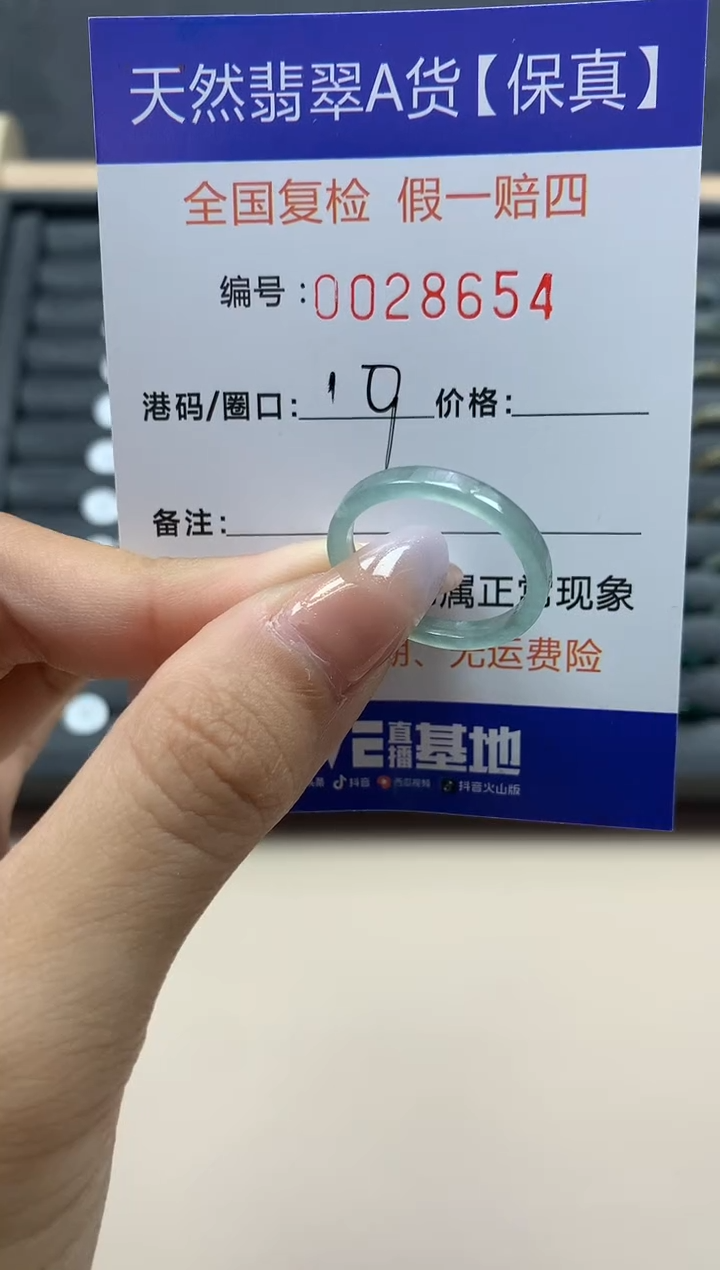 天然翡翠A货【保真】
全国复检 假一赔四
编号:0028654
港码/圈口:19 价格:
备注:
属正常现象
、无运费险
直播基地
抖音 西瓜视频 抖音火山版